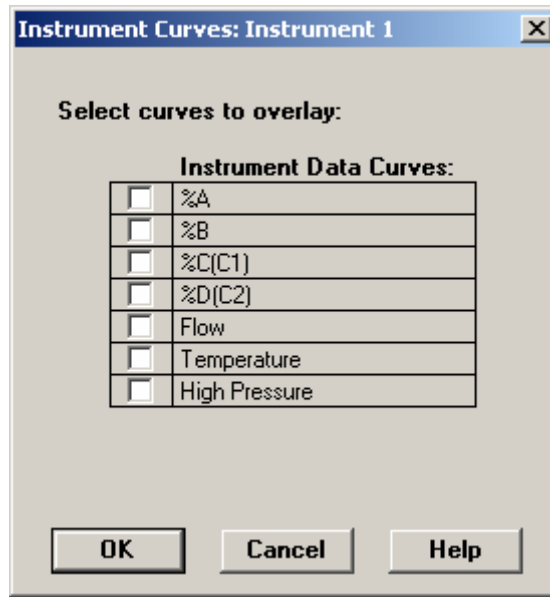 Instrument Curves: Instrument 1
Select curves to overlay:
Instrument Data Curves:
%A
%B
%C(C1)
%D(C2)
Flow
Temperature
High Pressure
OK Cancel Help